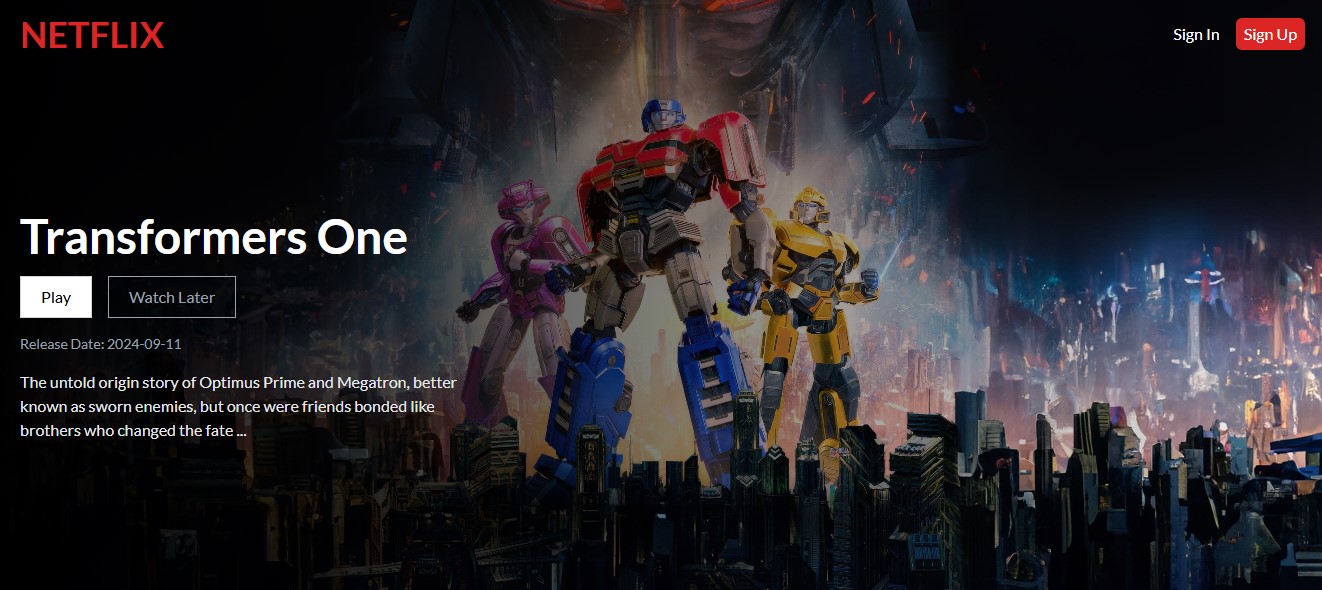 NETFLIX
Sign In
Sign Up
Transformers One
Play
Watch Later
Release Date: 2024-09-11
The untold origin story of Optimus Prime and Megatron, better
known as sworn enemies, but once were friends bonded like
brothers who changed the fate ...